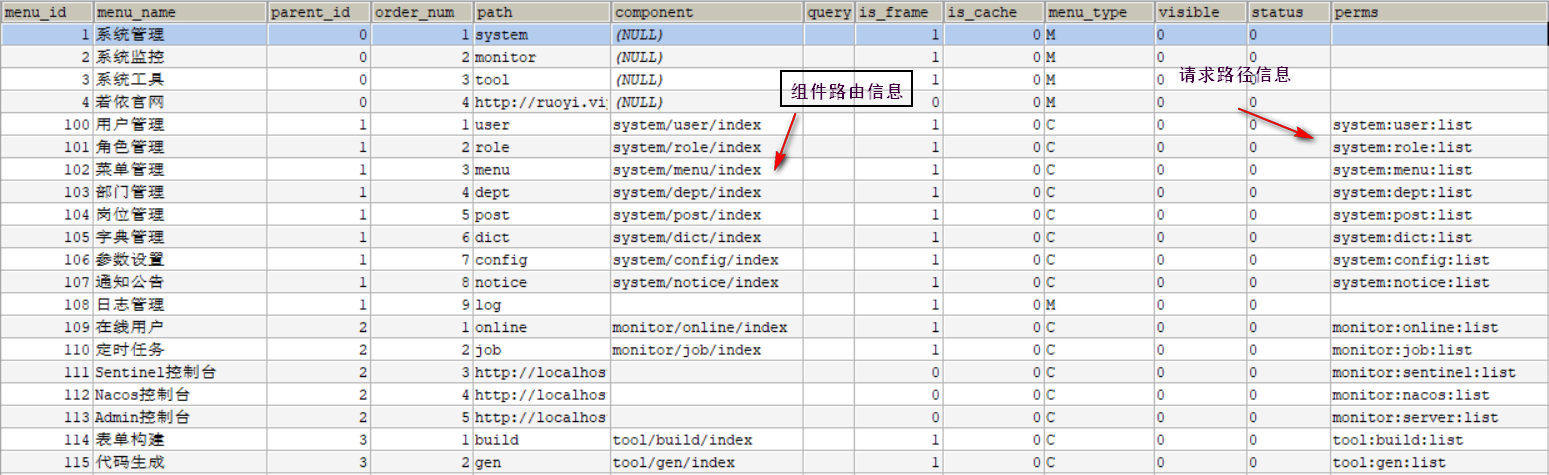 menu_id menu_name parent_id order_num path component query is_frame is_cache menu_type visible status perms
1 系统管理 0 1 system (NULL) 1 0 M 0 0
2 系统监控 0 2 monitor (NULL) 1 0 M 0 0
3 系统工具 0 3 tool (NULL) 1 0 M 0 0
请求路径信息
4 若依官网 0 4 http://ruoyi.vi (NULL) 0 0 M 0 0
组件路由信息
100 用户管理 1 1 user system/user/index 1 0 C 0 0 system:user:list
101 角色管理 1 2 role system/role/index 1 0 C 0 0 system:role:list
102 菜单管理 1 3 menu system/menu/index 1 0 C 0 0 system:menu:list
103 部门管理 1 4 dept system/dept/index 1 0 C 0 0 system:dept:list
104 岗位管理 1 5 post system/post/index 1 0 C 0 0 system:post:list
105 字典管理 1 6 dict system/dict/index 1 0 C 0 0 system:dict:list
106 参数设置 1 7 config system/config/index 1 0 C 0 0 system:config:list
107 通知公告 1 8 notice system/notice/index 1 0 C 0 0 system:notice:list
108 日志管理 1 9 log 1 0 M 0 0
109 在线用户 2 1 online monitor/online/index 1 0 C 0 0 monitor:online:list
110 定时任务 2 2 job monitor/job/index 1 0 C 0 0 monitor:job:list
111 Sentinel控制台 2 3 http://localhos 0 0 C 0 0 monitor:sentinel:list
112 Nacos控制台 2 4 http://localhos 0 0 C 0 0 monitor:nacos:list
113 Admin控制台 2 5 http://localhos 0 0 C 0 0 monitor:server:list
114 表单构建 3 1 build tool/build/index 1 0 C 0 0 tool:build:list
115 代码生成 3 2 gen tool/gen/index 1 0 C 0 0 tool:gen:list